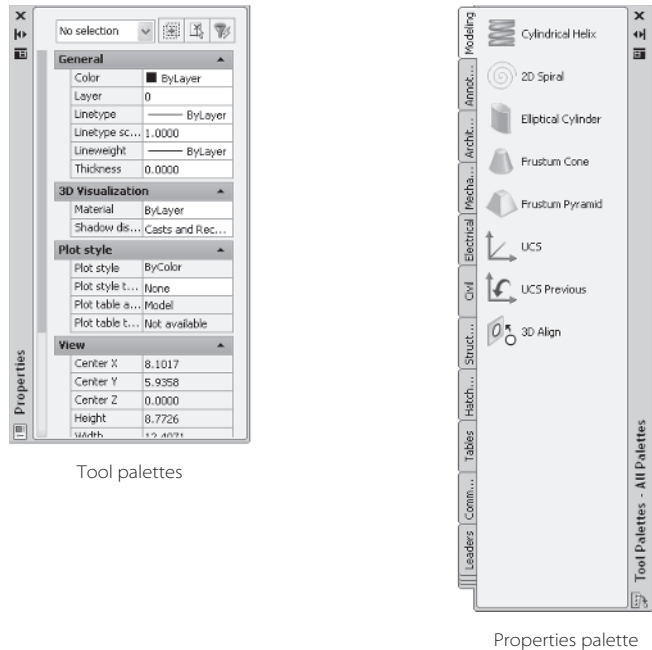 No selection
General
Color ByLayer
Layer 0
Linetype ByLayer
Linetype sc... 1.0000
Lineweight ByLayer
Thickness 0.0000
3D Visualization
Material ByLayer
Shadow dis... Casts and Rec...
Plot style
Plot style ByColor
Plot style t... None
Plot table a... Model
Plot table t... Not available
View
Center X 8.1017
Center Y 5.9358
Center Z 0.0000
Height 8.7726
Width 12.4071
Properties
Tool palettes
Modeling
Annot...
Archit...
Mecha...
Electrical
Civil
Struct...
Hatch...
Tables
Comm...
Leaders
Cylindrical Helix
2D Spiral
Elliptical Cylinder
Frustum Cone
Frustum Pyramid
UCS
UCS Previous
3D Align
Tool Palettes - All Palettes
Properties palette